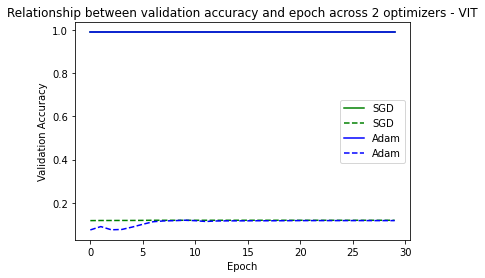 Relationship between validation accuracy and epoch across 2 optimizers - VIT
1.0
0.8
0.6
0.4
0.2
Validation Accuracy
SGD
SGD
Adam
Adam
0
5
10
15
20
25
30
Epoch